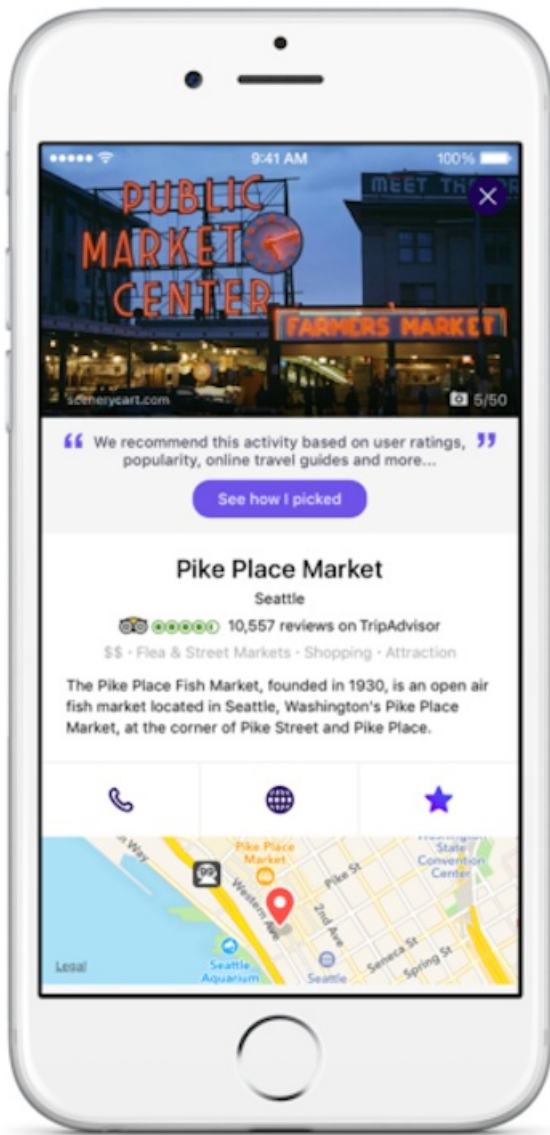 9:41 AM
100%
PUBLIC
MARKET
CENTER
MEET TH
FARMERS MARKET
scenerycart.com
5/50
“ We recommend this activity based on user ratings, ”
popularity, online travel guides and more...
See how I picked
Pike Place Market
Seattle
10,557 reviews on TripAdvisor
$$ · Flea & Street Markets · Shopping · Attraction
The Pike Place Fish Market, founded in 1930, is an open air
fish market located in Seattle, Washington's Pike Place
Market, at the corner of Pike Street and Pike Place.
n Way
Pike Place
Market
99
Western Ave
2nd Ave
Pike St
Washington
State
Convention
Center
Seneca St
Spring St
Seattle
Aquarium
Seattle
Legal